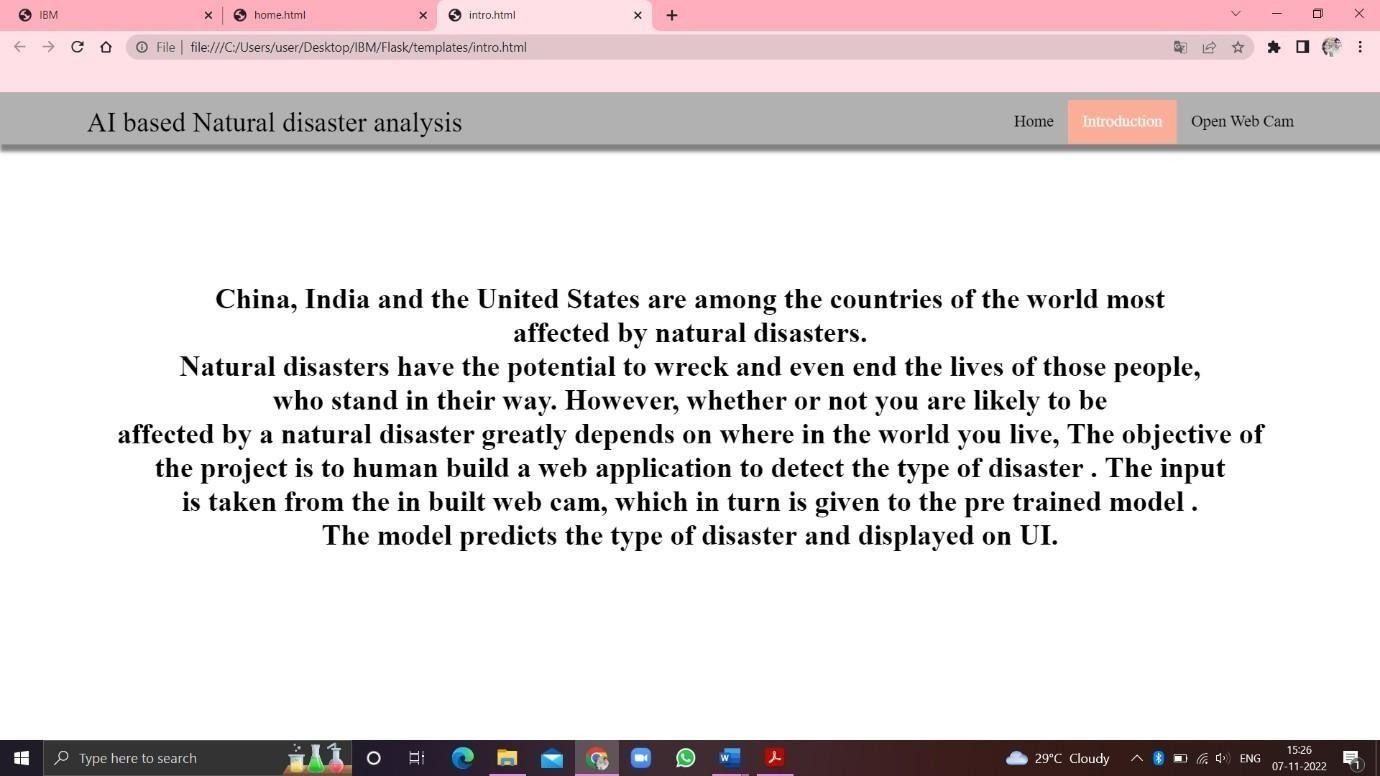 IBM
home.html
intro.html
File | file:///C:/Users/user/Desktop/IBM/Flask/templates/intro.html
AI based Natural disaster analysis
Home Introduction Open Web Cam
China, India and the United States are among the countries of the world most
affected by natural disasters.
Natural disasters have the potential to wreck and even end the lives of those people,
who stand in their way. However, whether or not you are likely to be
affected by a natural disaster greatly depends on where in the world you live, The objective of
the project is to human build a web application to detect the type of disaster . The input
is taken from the in built web cam, which in turn is given to the pre trained model .
The model predicts the type of disaster and displayed on UI.
Type here to search
29°C Cloudy
ENG
15:26
07-11-2022
1